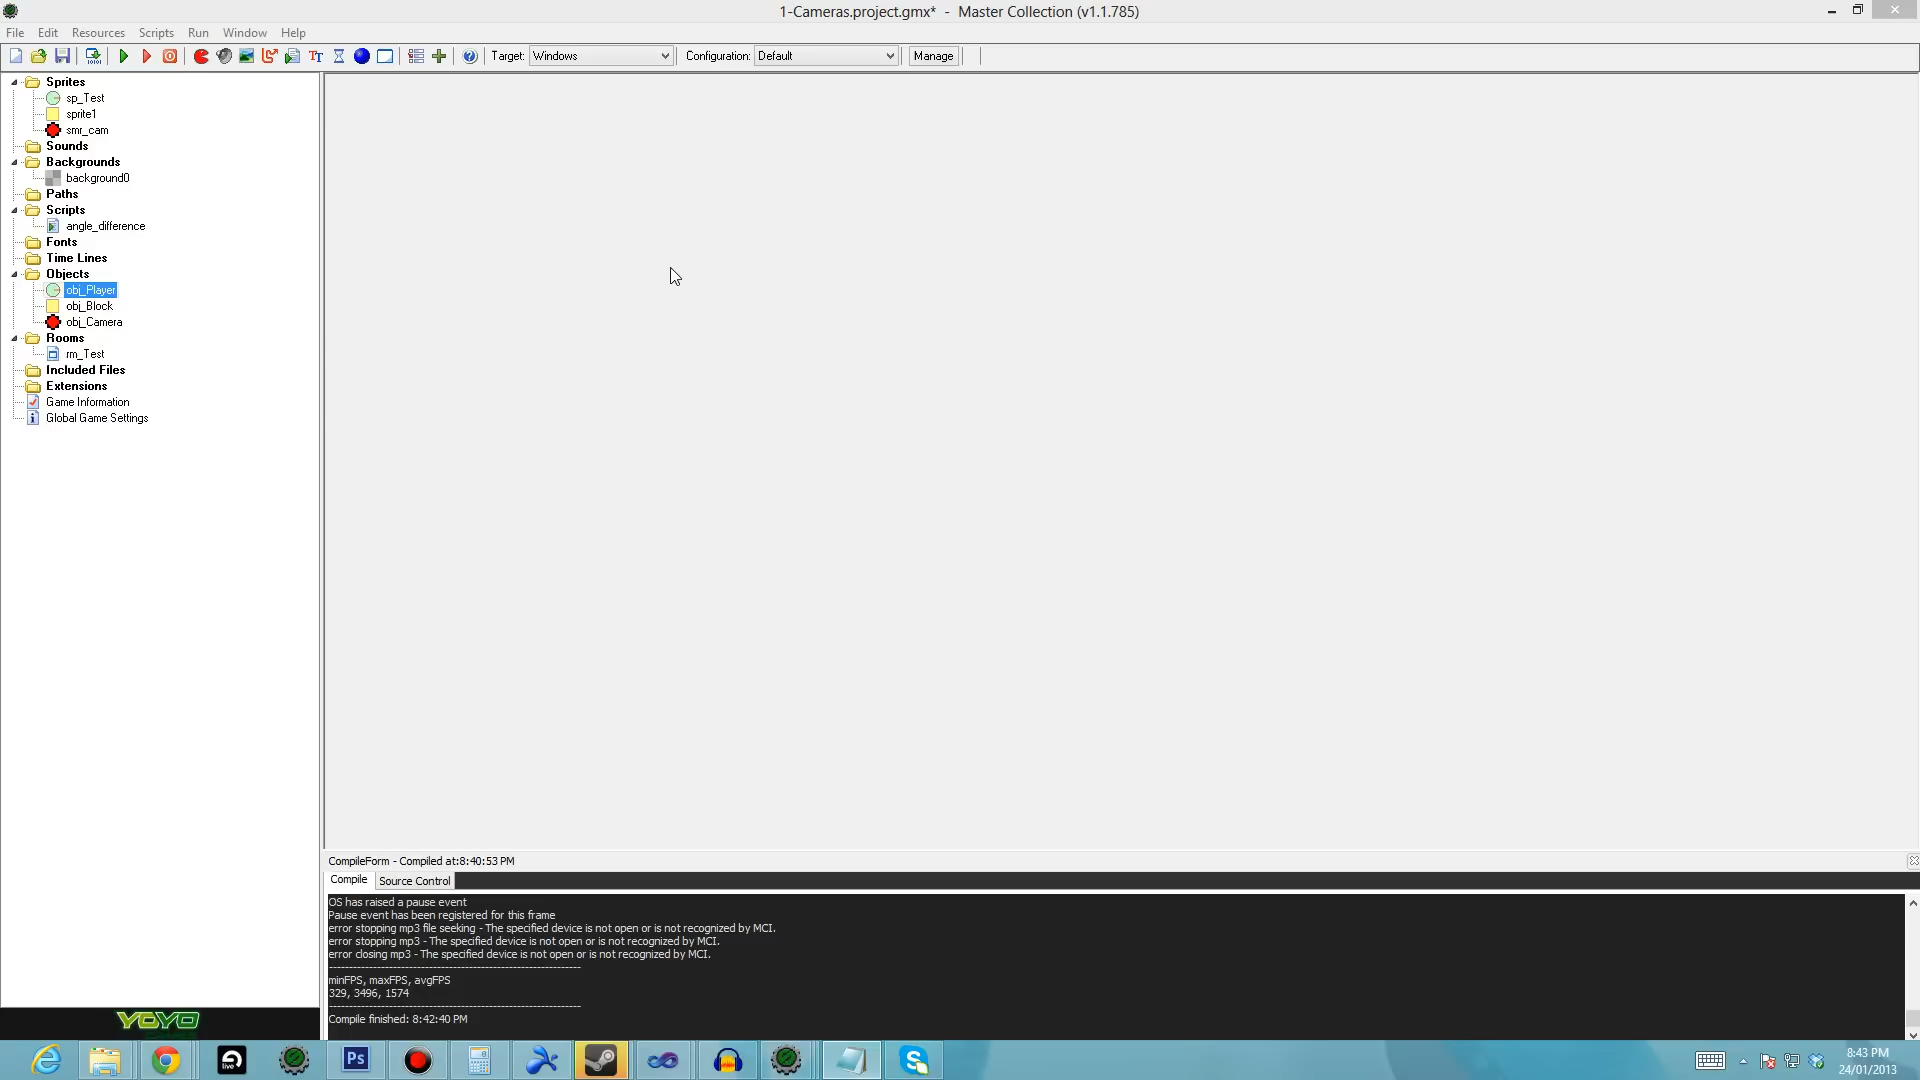 1-Cameras.project.gmx* - Master Collection (v1.1.785)
File Edit Resources Scripts Run Window Help
Target: Windows Configuration: Default Manage
Sprites
sp_Test
sprite1
smr_cam
Sounds
Backgrounds
background0
Paths
Scripts
angle_difference
Fonts
Time Lines
Objects
obj_Player
obj_Block
obj_Camera
Rooms
rm_Test
Included Files
Extensions
Game Information
Global Game Settings
YOYO
CompileForm - Compiled at:8:40:53 PM
Compile Source Control
OS has raised a pause event
Pause event has been registered for this frame
error stopping mp3 file seeking - The specified device is not open or is not recognized by MCI.
error stopping mp3 - The specified device is not open or is not recognized by MCI.
error closing mp3 - The specified device is not open or is not recognized by MCI.
minFPS, maxFPS, avgFPS
329, 3496, 1574
Compile finished: 8:42:40 PM
live
Ps
8:43 PM
24/01/2013